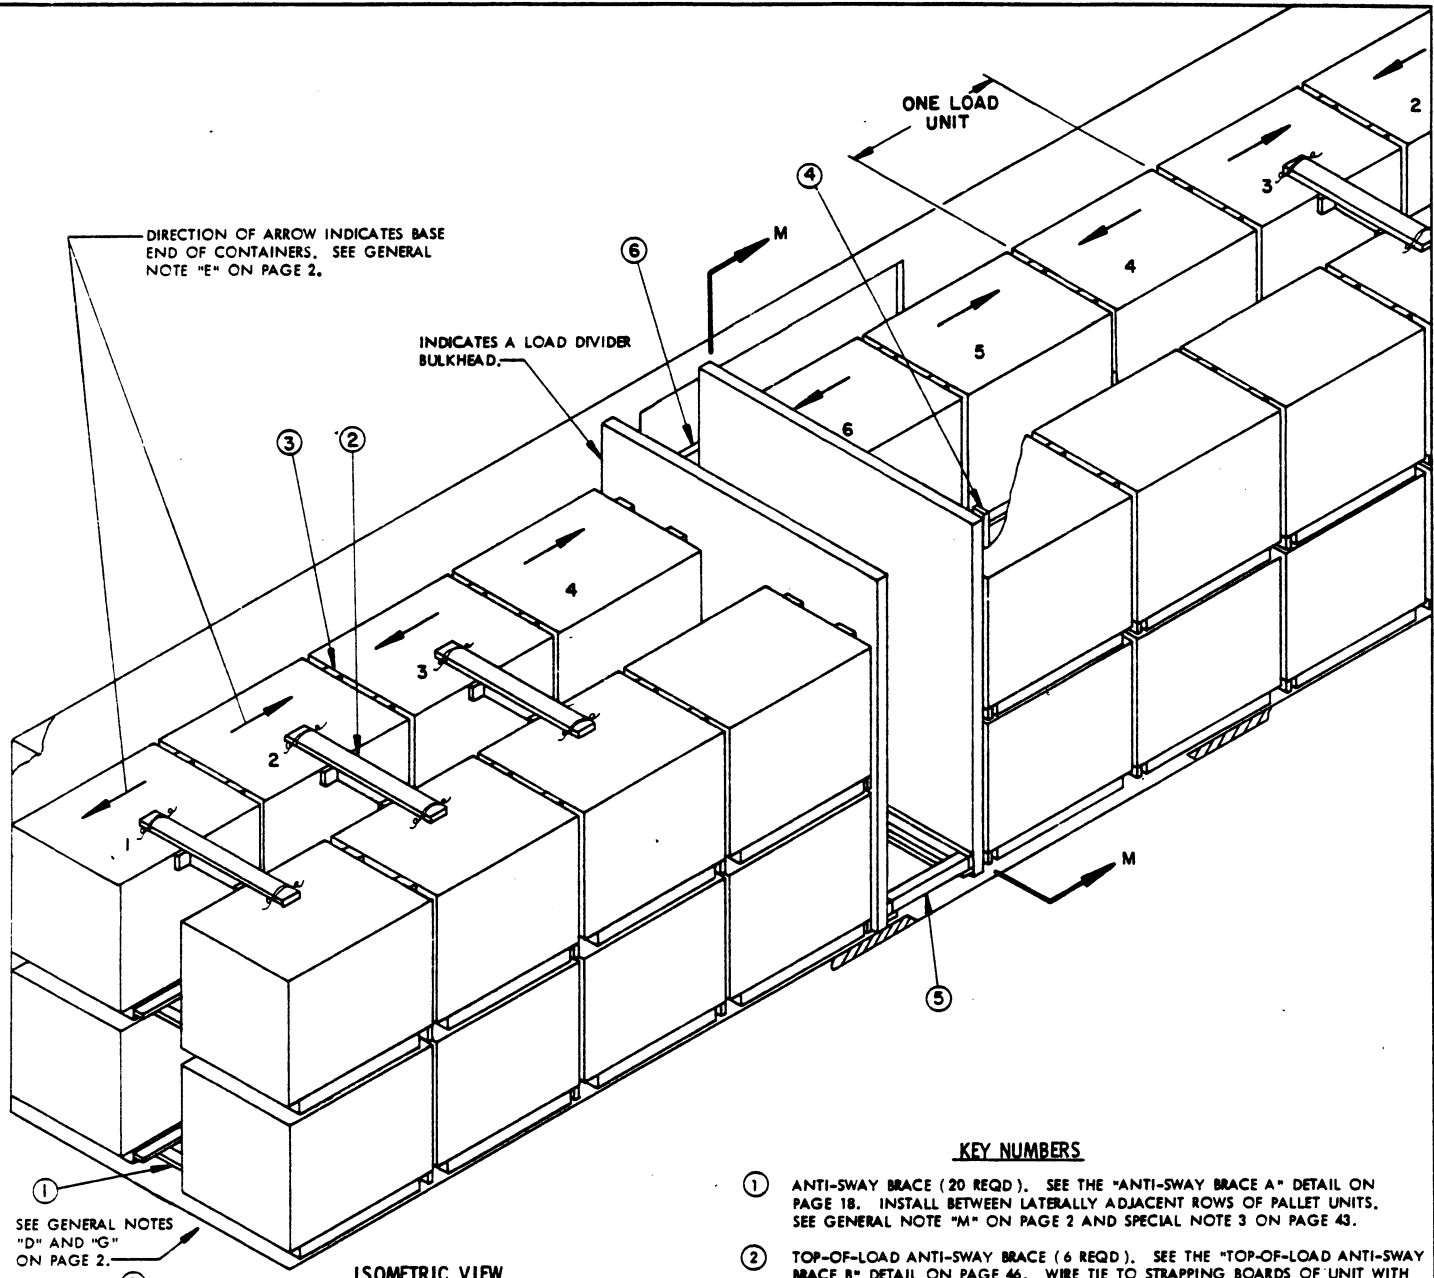 ONE LOAD
UNIT
2
3
4
4
M
6
DIRECTION OF ARROW INDICATES BASE
END OF CONTAINERS. SEE GENERAL
NOTE "E" ON PAGE 2.
INDICATES A LOAD DIVIDER
BULKHEAD.
5
6
3
2
4
3
2
1
M
5
1
SEE GENERAL NOTES
"D" AND "G"
ON PAGE 2.
ISOMETRIC VIEW
KEY NUMBERS
1 ANTI-SWAY BRACE (20 REQD). SEE THE "ANTI-SWAY BRACE A" DETAIL ON
PAGE 18. INSTALL BETWEEN LATERALLY ADJACENT ROWS OF PALLET UNITS.
SEE GENERAL NOTE "M" ON PAGE 2 AND SPECIAL NOTE 3 ON PAGE 43.
2 TOP-OF-LOAD ANTI-SWAY BRACE (6 REQD). SEE THE "TOP-OF-LOAD ANTI-SWAY
BRACE B" DETAIL ON PAGE 46. WIRE TIE TO STRAPPING BOARDS OF UNIT WITH